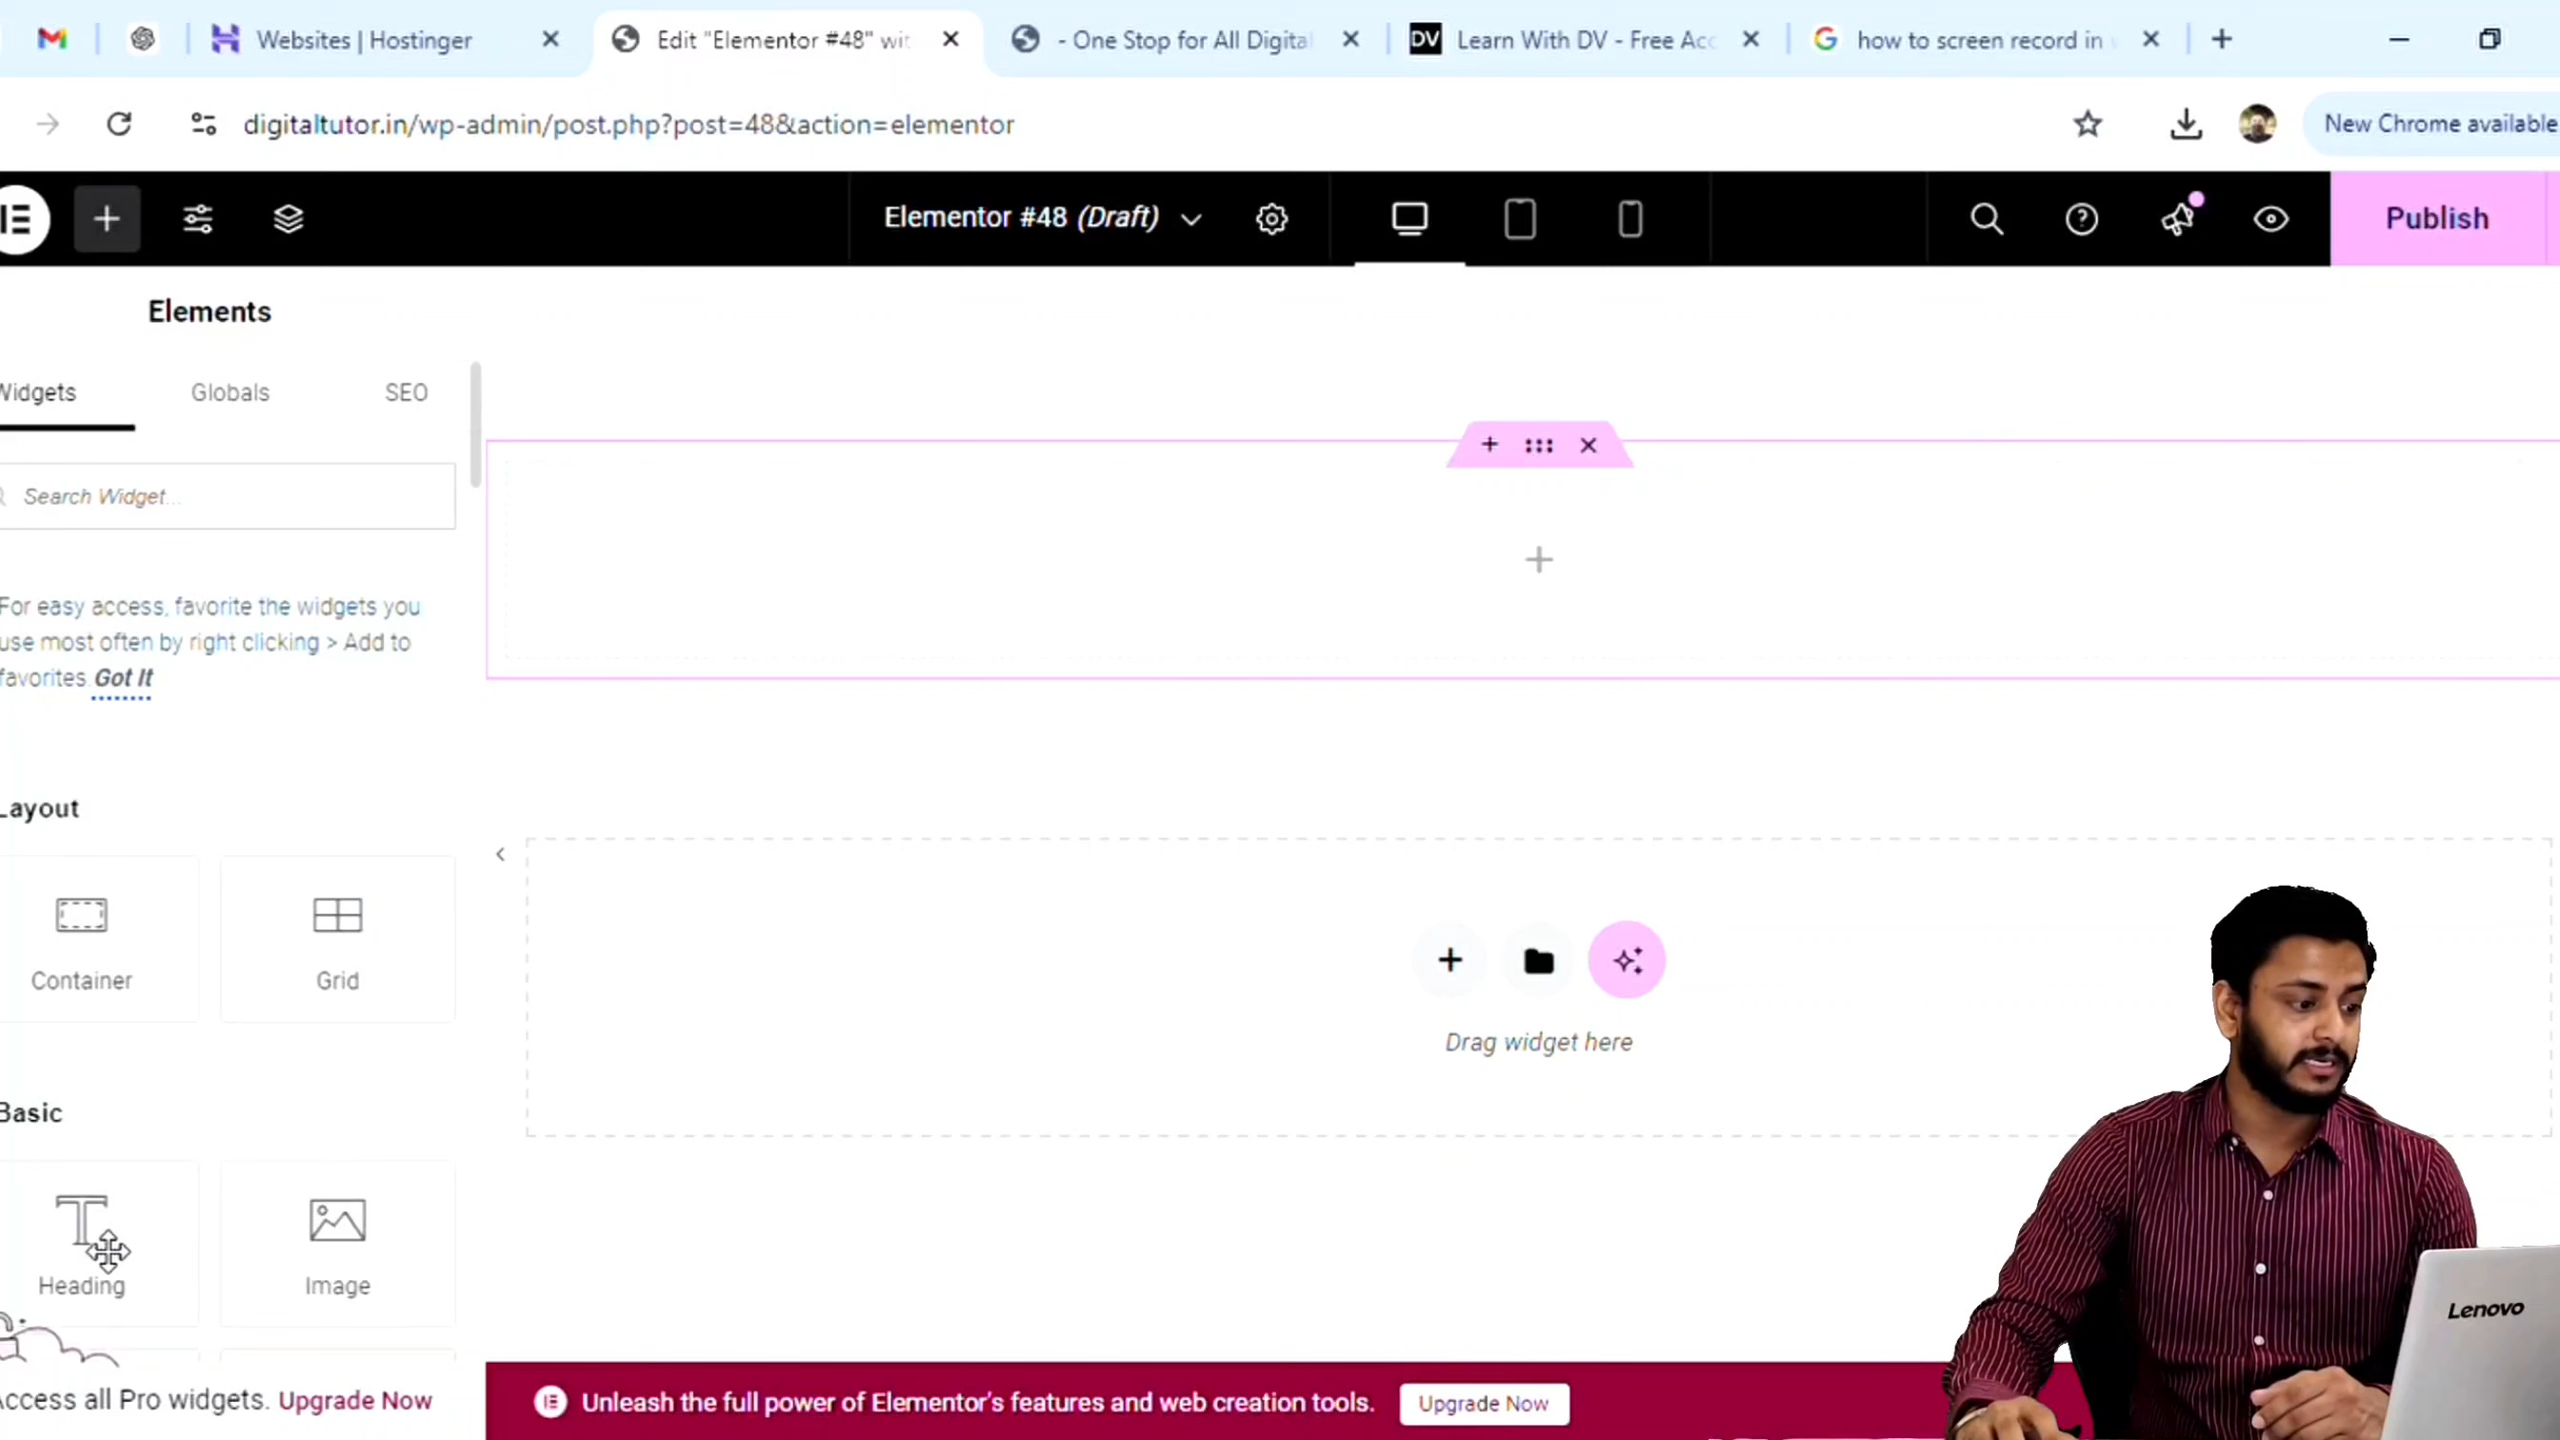 Websites | Hostinger
Edit "Elementor #48" wit
- One Stop for All Digital
DV
Learn With DV - Free Acc
how to screen record in
digitaltutor.in/wp-admin/post.php?post=48&action=elementor
New Chrome available
Elementor #48 (Draft)
Publish
Elements
Widgets
Globals
SEO
Search Widget...
For easy access, favorite the widgets you
use most often by right clicking > Add to
favorites. Got It
Layout
Container
Grid
Drag widget here
Basic
Heading
Image
Lenovo
Access all Pro widgets. Upgrade Now
Unleash the full power of Elementor's features and web creation tools.
Upgrade Now